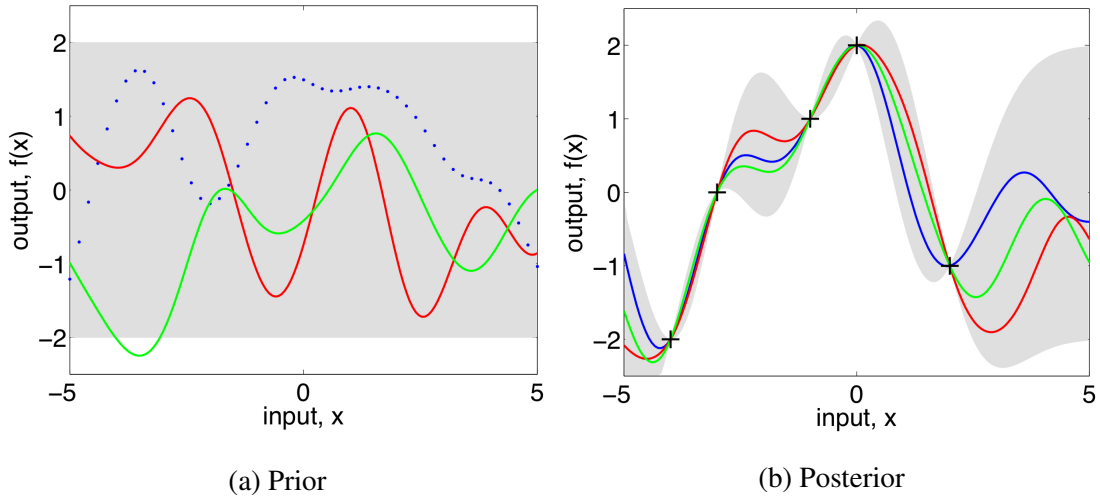 2
1
0
−1
−2
−5
0
5
output, f(x)
input, x
(a) Prior
2
1
0
−1
−2
−5
0
5
output, f(x)
input, x
(b) Posterior